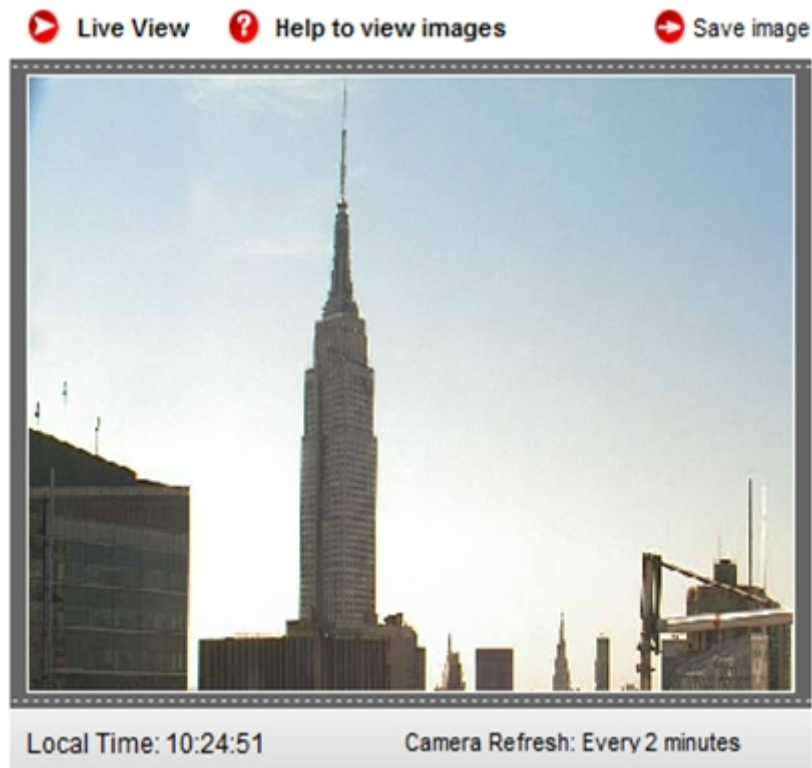 Live View
Help to view images
Save image
Local Time: 10:24:51
Camera Refresh: Every 2 minutes